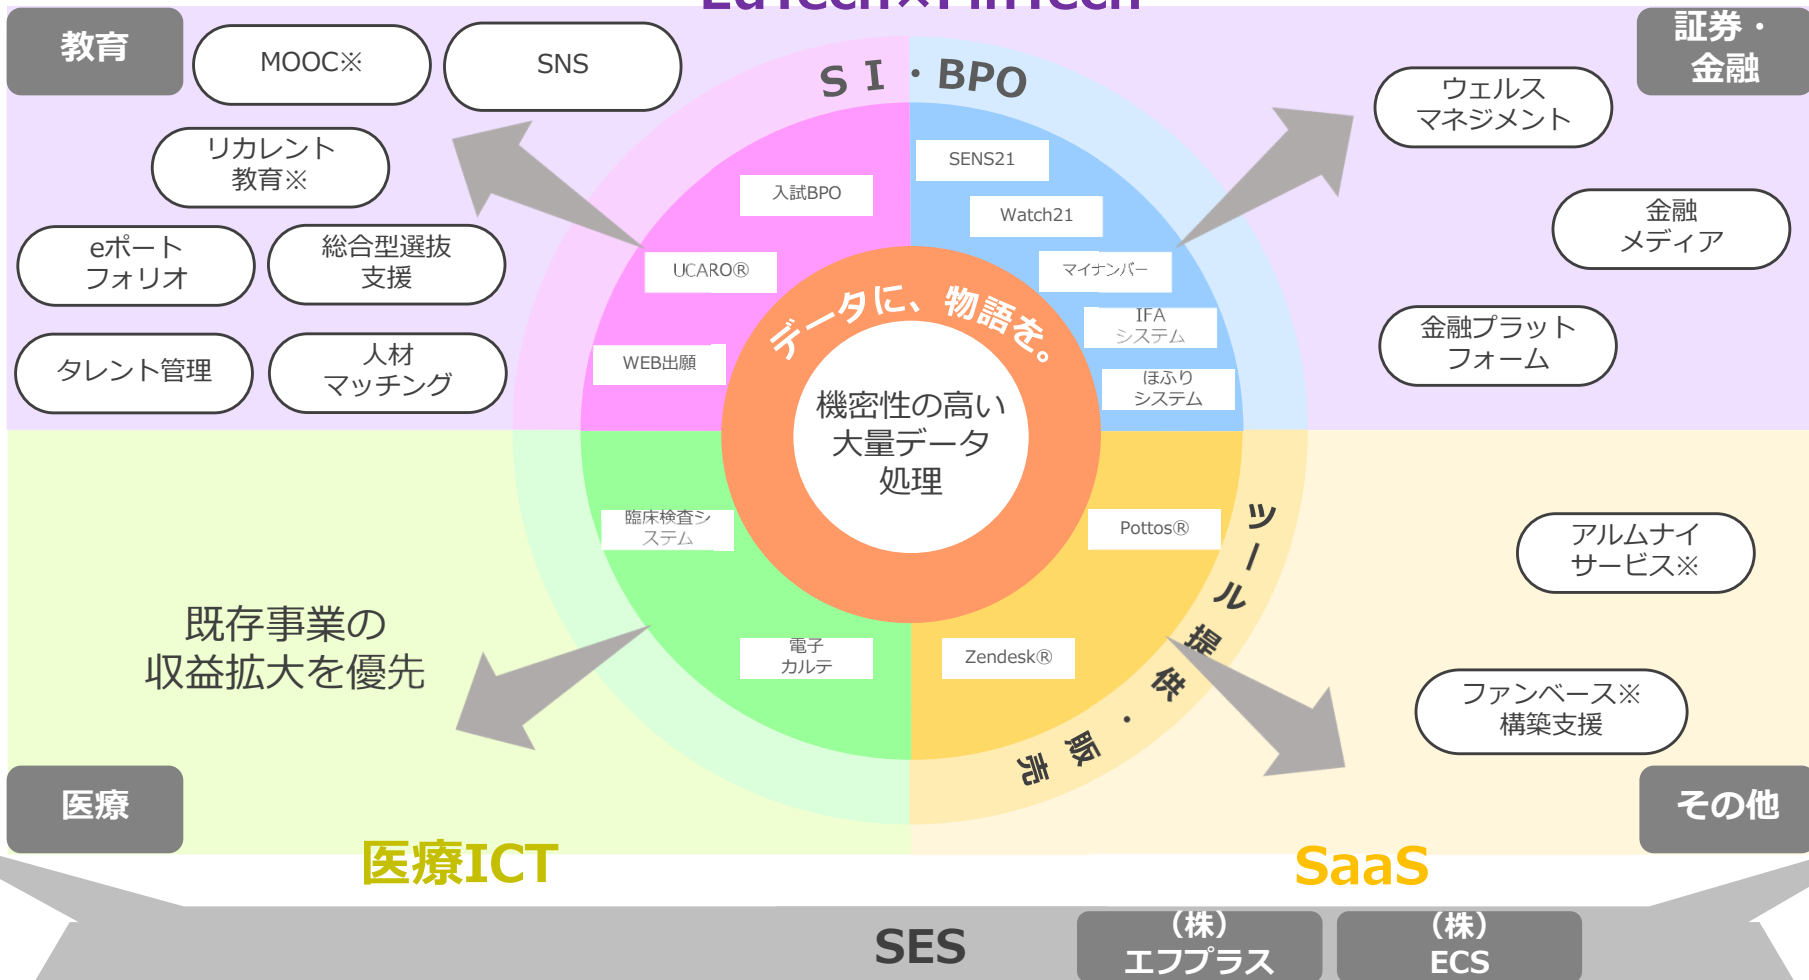 EdTech×FinTech
教育
MOOC※
SNS
リカレント
教育※
eポート
フォリオ
総合型選抜
支援
タレント管理
人材
マッチング
証券・
金融
ウェルス
マネジメント
金融
メディア
金融プラット
フォーム
ＳＩ・BPO
入試BPO
UCARO®
WEB出願
SENS21
Watch21
マイナンバー
IFA
システム
ほふり
システム
データに、物語を。
機密性の高い
大量データ
処理
臨床検査シ
ステム
電子
カルテ
Pottos®
Zendesk®
ツール提供・販売
既存事業の
収益拡大を優先
アルムナイ
サービス※
ファンベース※
構築支援
医療
医療ICT
SaaS
その他
SES
（株）
エフプラス
（株）
ECS